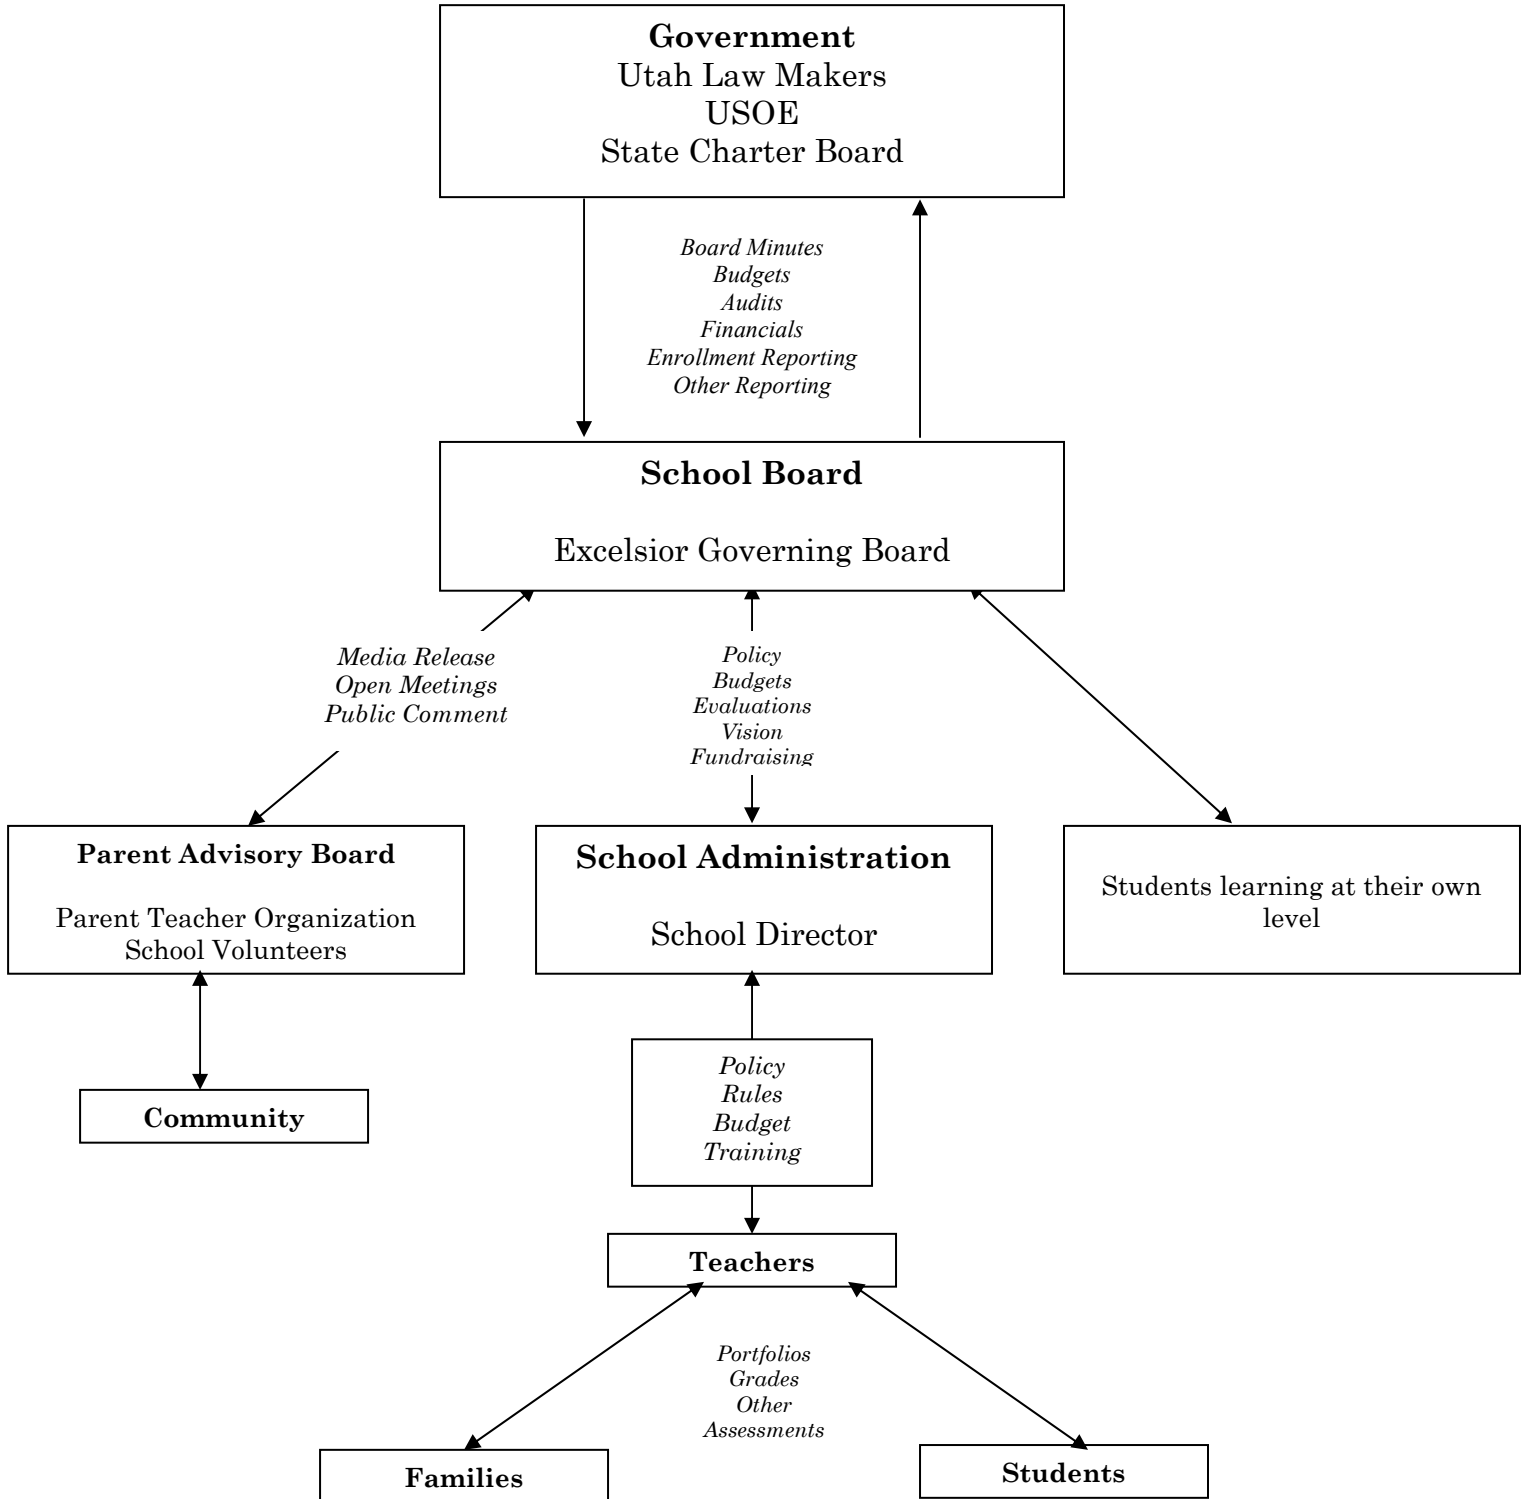 Government
Utah Law Makers
USOE
State Charter Board
Board Minutes
Budgets
Audits
Financials
Enrollment Reporting
Other Reporting
School Board
Excelsior Governing Board
Media Release
Open Meetings
Public Comment
Policy
Budgets
Evaluations
Vision
Fundraising
Parent Advisory Board
Parent Teacher Organization
School Volunteers
School Administration
School Director
Students learning at their own
level
Community
Policy
Rules
Budget
Training
Teachers
Portfolios
Grades
Other
Assessments
Families
Students